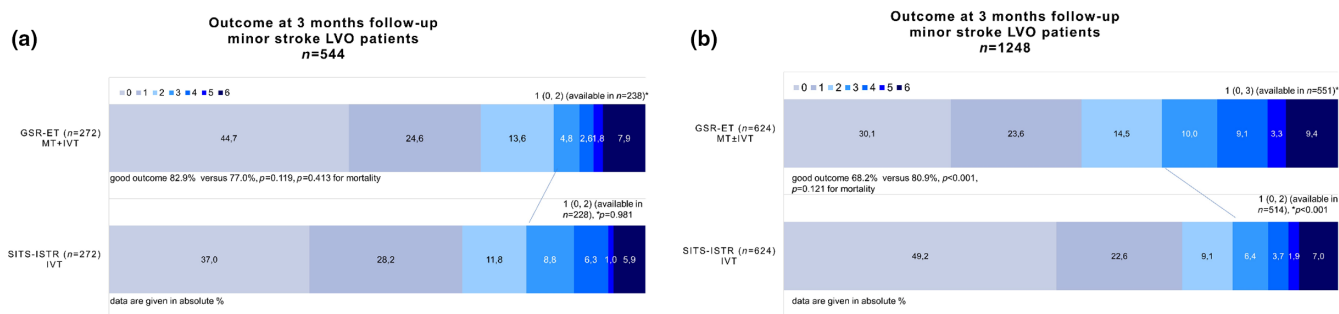 (a)
Outcome at 3 months follow-up
minor stroke LVO patients
n=544
0 1 2 3 4 5 6
1 (0, 2) (available in n=238)*
GSR-ET (n=272)
MT+IVT
44,7 24,6 13,6 4,8 2,6 1,8 7,9
good outcome 82.9% versus 77.0%, p=0.119, p=0.413 for mortality
1 (0, 2) (available in
n=228), *p=0.981
SITS-ISTR (n=272)
IVT
37,0 28,2 11,8 8,8 6,3 1,0 5,9
data are given in absolute %
(b)
Outcome at 3 months follow-up
minor stroke LVO patients
n=1248
0 1 2 3 4 5 6
1 (0, 3) (available in n=551)*
GSR-ET (n=624)
MT±IVT
30,1 23,6 14,5 10,0 9,1 3,3 9,4
good outcome 68.2% versus 80.9%, p<0.001,
p=0.121 for mortality
1 (0, 2) (available in
n=514), *p<0.001
SITS-ISTR (n=624)
IVT
49,2 22,6 9,1 6,4 3,7 1,9 7,0
data are given in absolute %